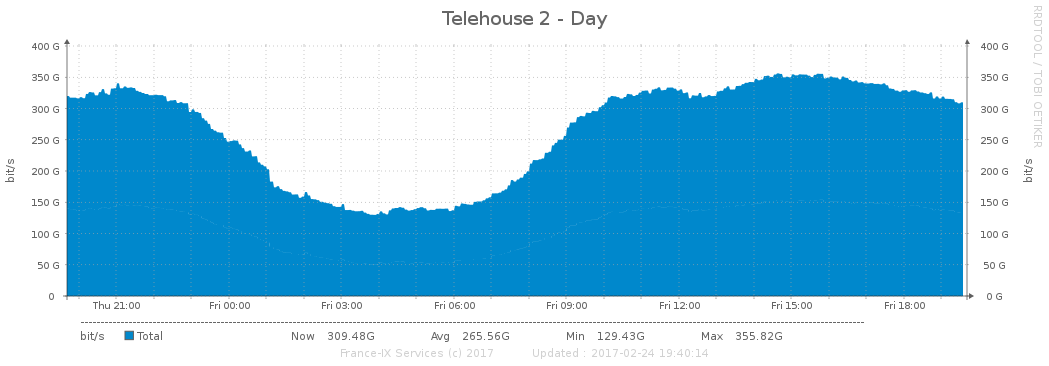 Telehouse 2 - Day
RRDTOOL / TOBI OETIKER
bit/s
400 G
350 G
300 G
250 G
200 G
150 G
100 G
50 G
0
400 G
350 G
300 G
250 G
200 G
150 G
100 G
50 G
0 G
bit/s
Thu 21:00 Fri 00:00 Fri 03:00 Fri 06:00 Fri 09:00 Fri 12:00 Fri 15:00 Fri 18:00
bit/s Total Now 309.48G Avg 265.56G Min 129.43G Max 355.82G
France-IX Services (c) 2017 Updated : 2017-02-24 19:40:14